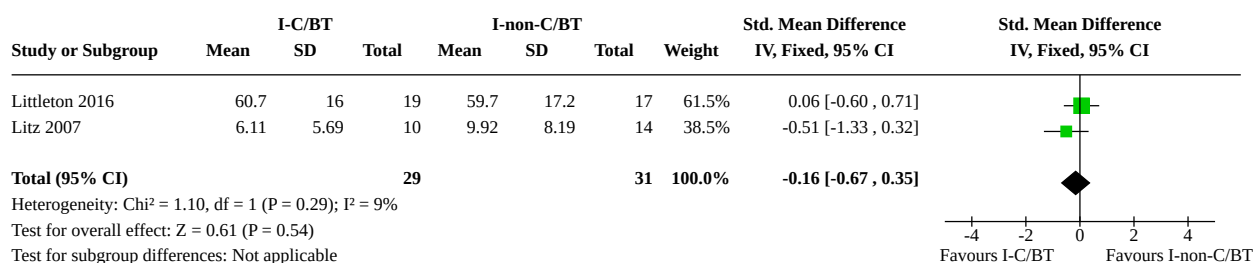 I-C/BT I-non-C/BT Std. Mean Difference Std. Mean Difference
Study or Subgroup Mean SD Total Mean SD Total Weight IV, Fixed, 95% CI IV, Fixed, 95% CI
Littleton 2016 60.7 16 19 59.7 17.2 17 61.5% 0.06 [-0.60 , 0.71]
Litz 2007 6.11 5.69 10 9.92 8.19 14 38.5% -0.51 [-1.33 , 0.32]
Total (95% CI) 29 31 100.0% -0.16 [-0.67 , 0.35]
Heterogeneity: Chi² = 1.10, df = 1 (P = 0.29); I² = 9%
Test for overall effect: Z = 0.61 (P = 0.54)
-4 -2 0 2 4
Test for subgroup differences: Not applicable
Favours I-C/BT Favours I-non-C/BT